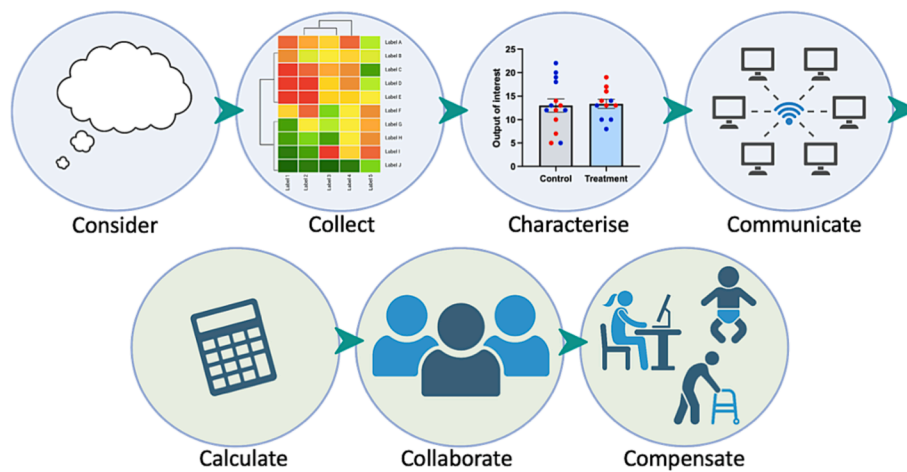 Label A
Label B
Label C
Label D
Label E
Label F
Label G
Label H
Label I
Label J
Label 1
Label 2
Label 3
Label 4
Label 5
Output of interest
25
20
15
10
5
0
Control
Treatment
Consider
Collect
Characterise
Communicate
Calculate
Collaborate
Compensate